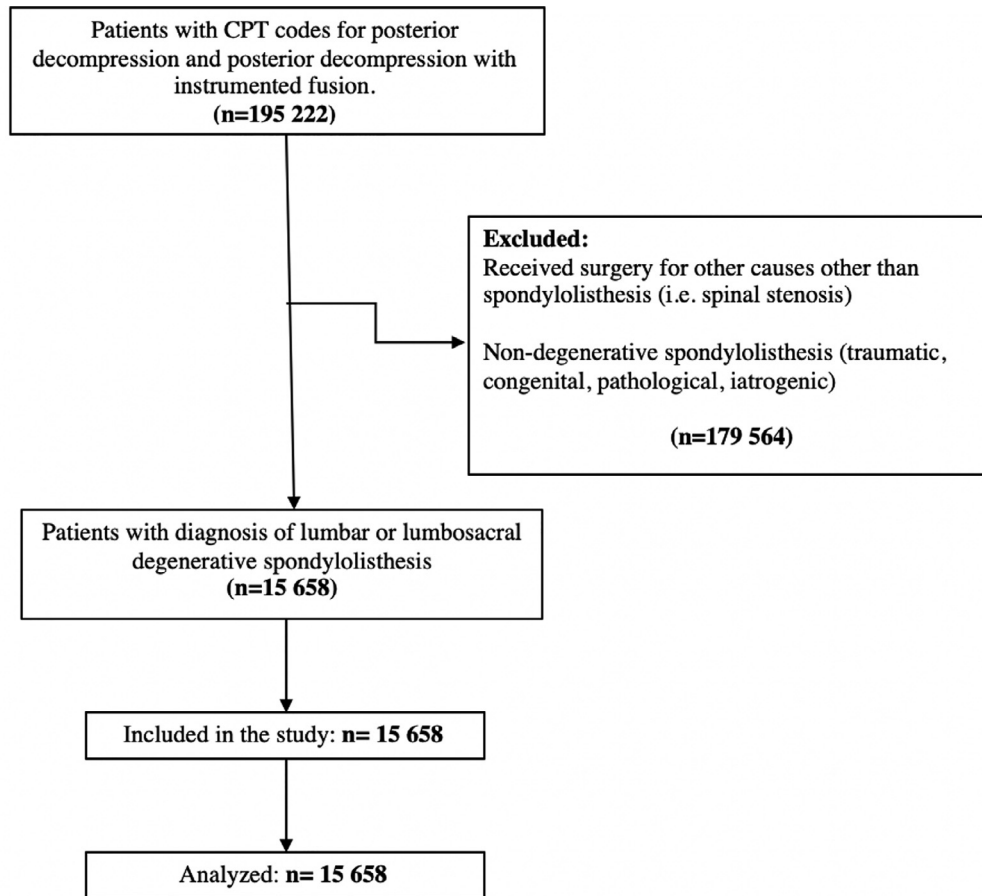 Patients with CPT codes for posterior
decompression and posterior decompression with
instrumented fusion.
(n=195 222)
Excluded:
Received surgery for other causes other than
spondylolisthesis (i.e. spinal stenosis)
Non-degenerative spondylolisthesis (traumatic,
congenital, pathological, iatrogenic)
(n=179 564)
Patients with diagnosis of lumbar or lumbosacral
degenerative spondylolisthesis
(n=15 658)
Included in the study: n= 15 658
Analyzed: n= 15 658